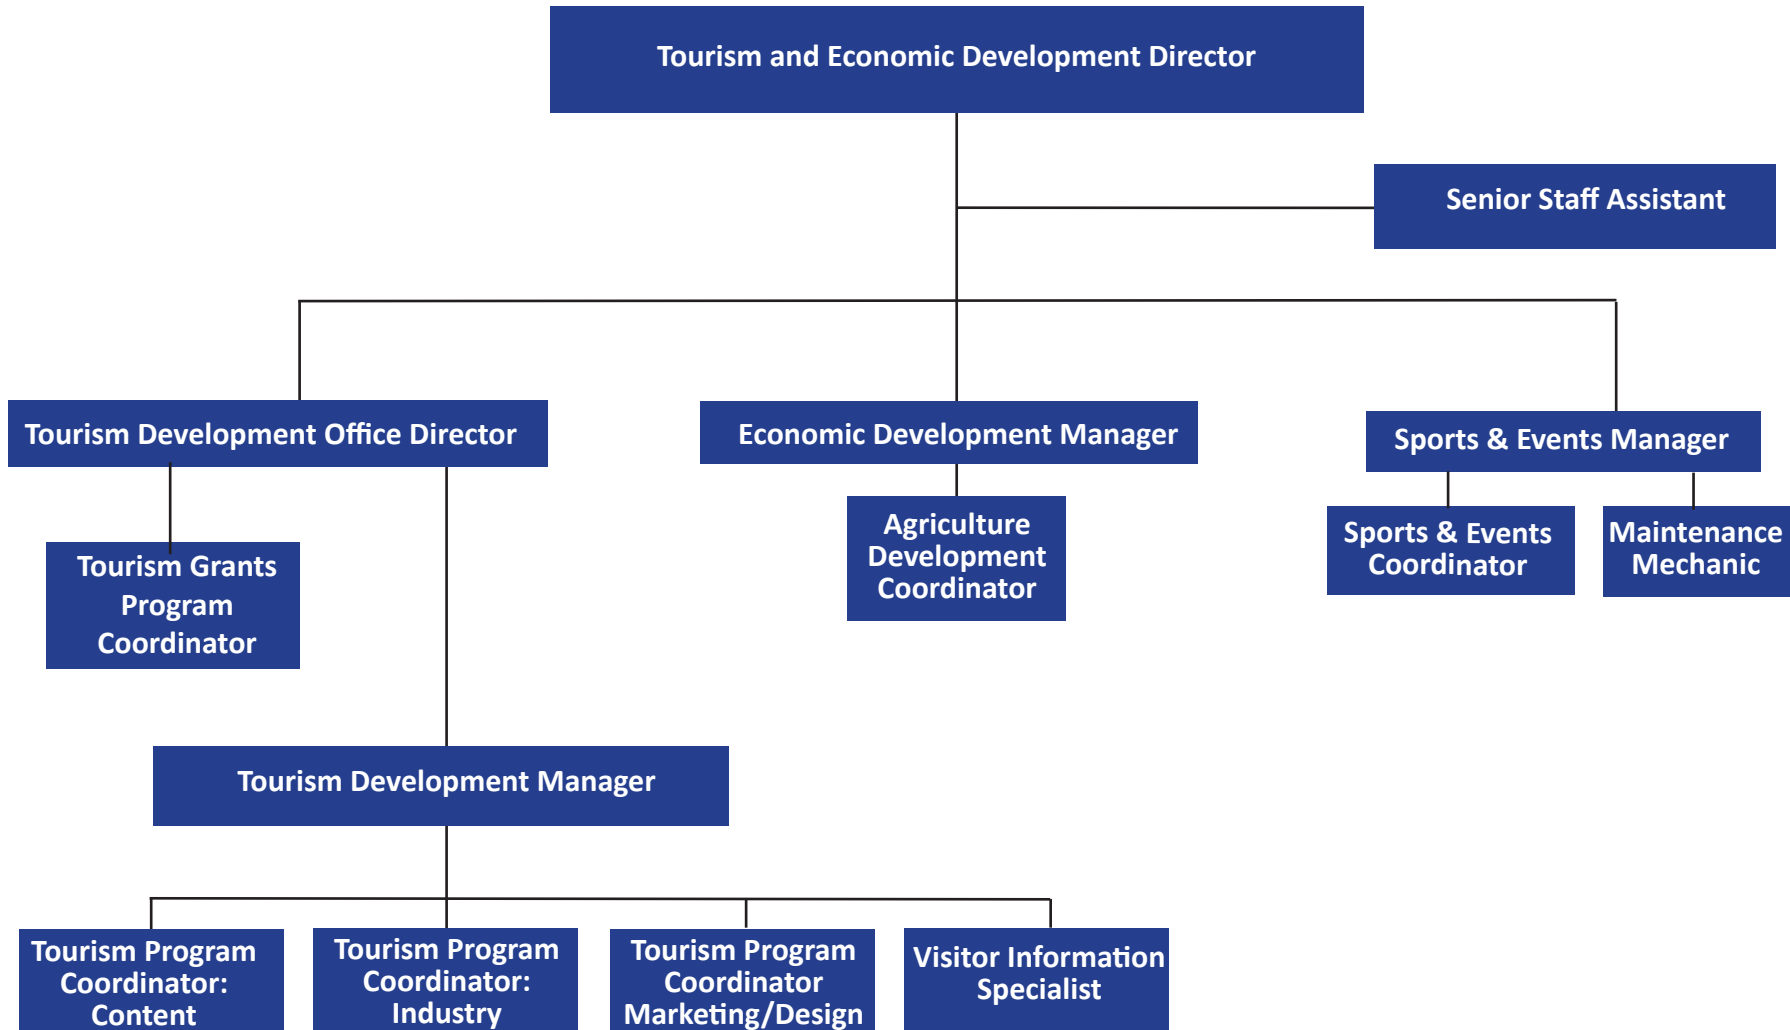 Tourism and Economic Development Director
Senior Staff Assistant
Tourism Development Office Director
Economic Development Manager
Sports & Events Manager
Tourism Grants
Program
Coordinator
Agriculture
Development
Coordinator
Sports & Events
Coordinator
Maintenance
Mechanic
Tourism Development Manager
Tourism Program
Coordinator:
Content
Tourism Program
Coordinator:
Industry
Tourism Program
Coordinator
Marketing/Design
Visitor Information
Specialist